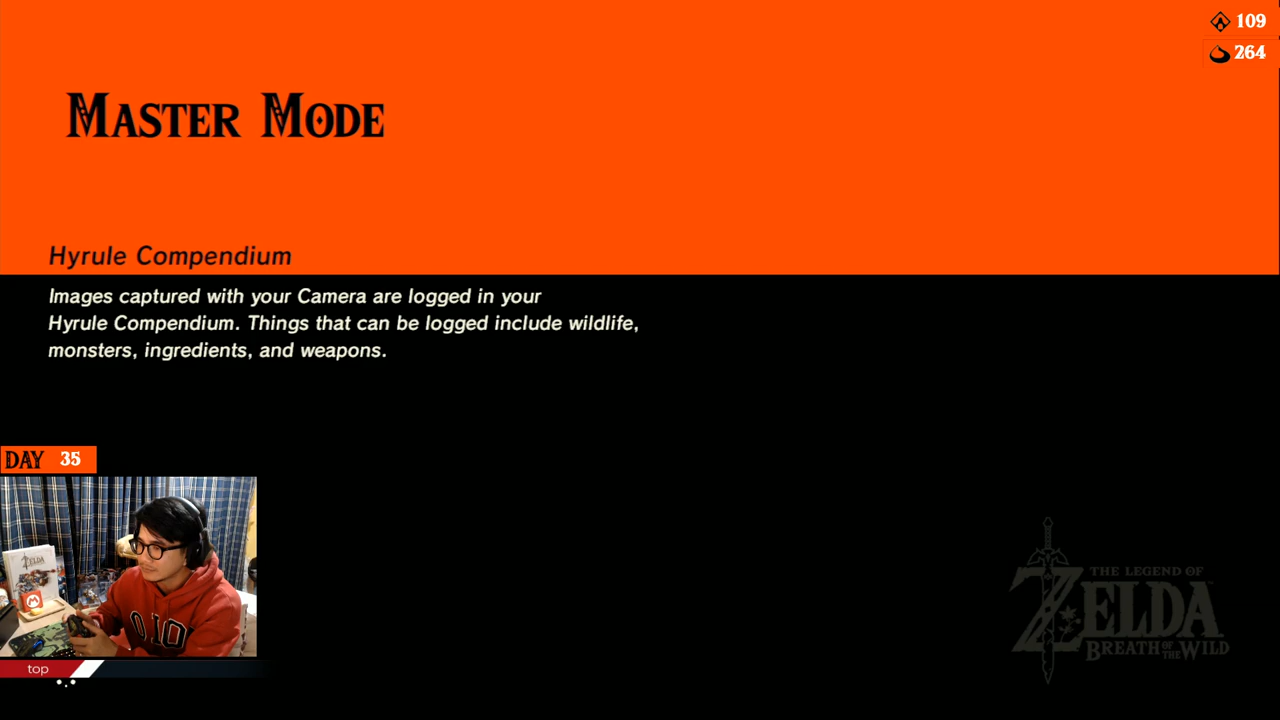 109
264
MASTER MODE
Hyrule Compendium
Images captured with your Camera are logged in your
Hyrule Compendium. Things that can be logged include wildlife,
monsters, ingredients, and weapons.
DAY 35
ZELDA
top
THE LEGEND OF
ZELDA
BREATH OF THE WILD